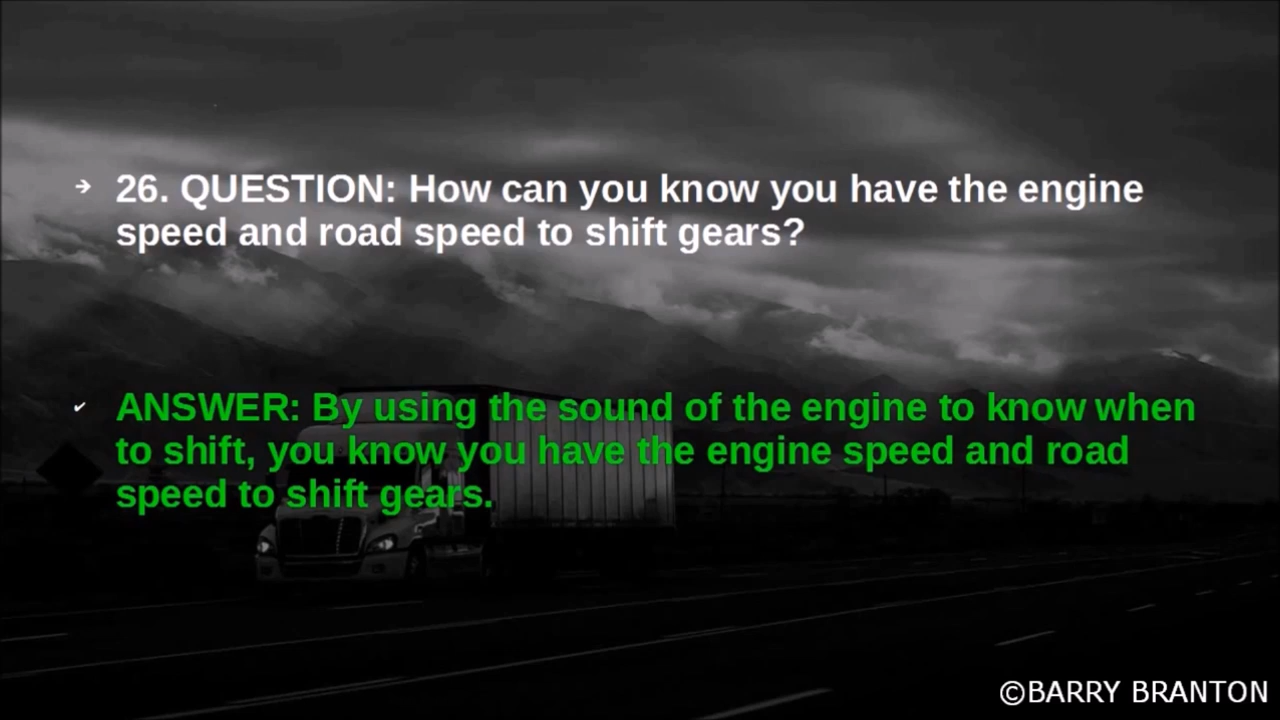 26. QUESTION: How can you know you have the engine
speed and road speed to shift gears?
ANSWER: By using the sound of the engine to know when
to shift, you know you have the engine speed and road
speed to shift gears.
©BARRY BRANTON